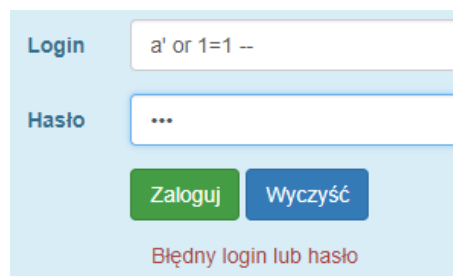 Login a' or 1=1 --
Hasło •••
Zaloguj Wyczyść
Błędny login lub hasło